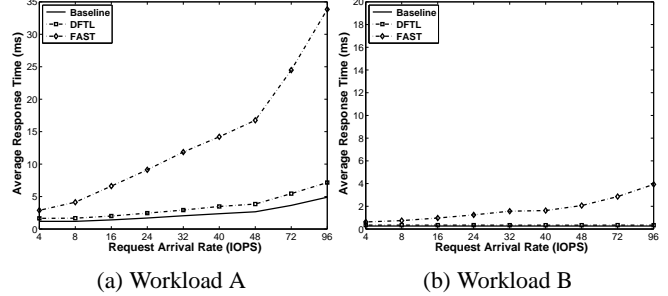 35
30
25
20
15
10
5
0
Average Response Time (ms)
Baseline
DFTL
FAST
4 8 16 24 32 40 48 72 96
Request Arrival Rate (IOPS)
(a) Workload A
20
18
16
14
12
10
8
6
4
2
0
Average Response Time (ms)
Baseline
DFTL
FAST
4 8 16 24 32 40 48 72 96
Request Arrival Rate (IOPS)
(b) Workload B